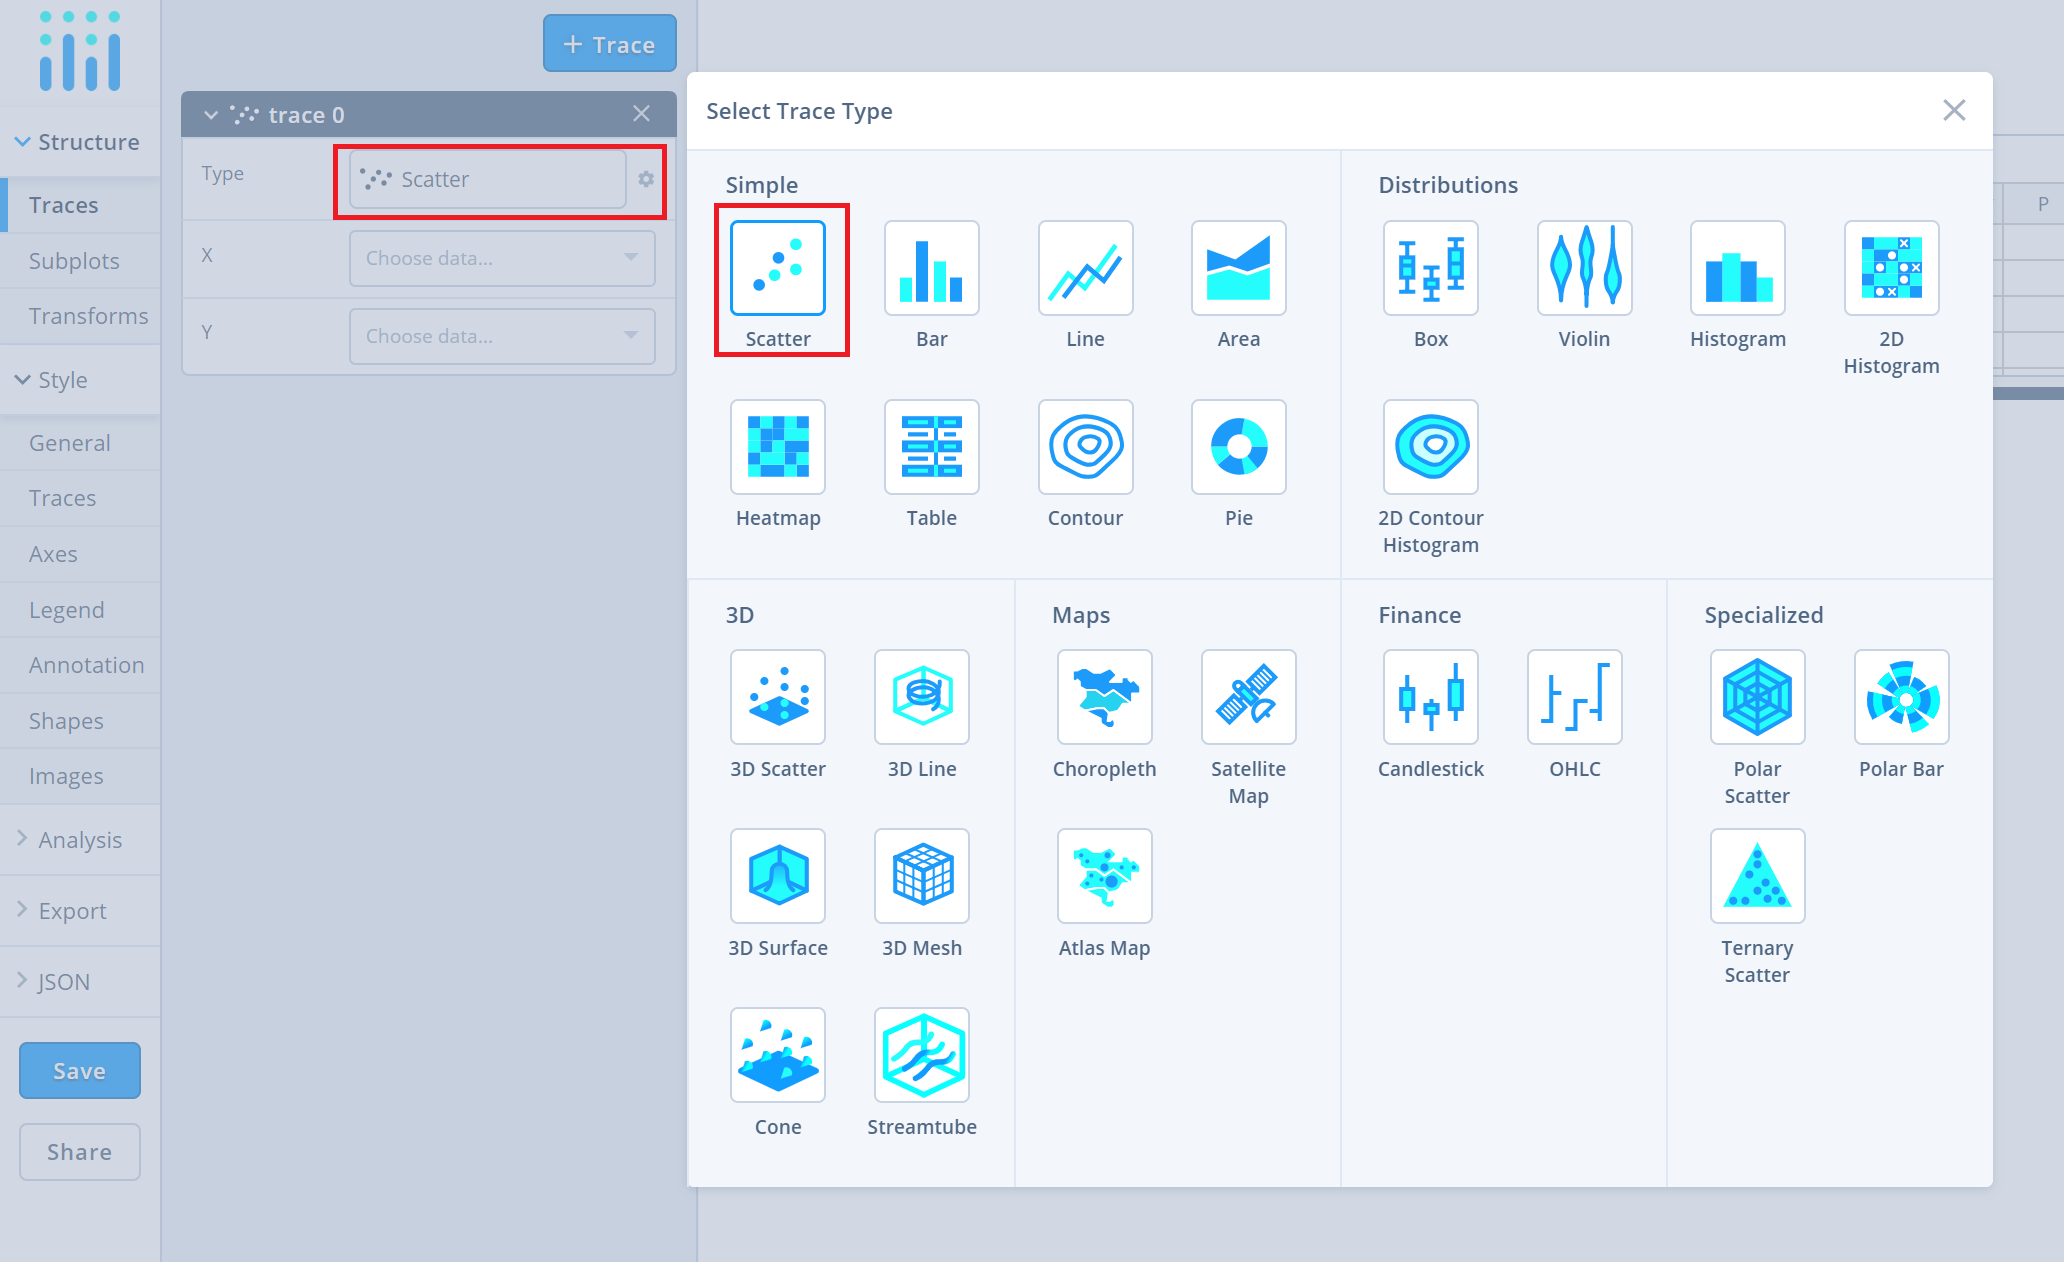 + Trace
Structure
Traces
Subplots
Transforms
Style
General
Traces
Axes
Legend
Annotation
Shapes
Images
Analysis
Export
JSON
Save
Share
trace 0
Type
Scatter
X
Choose data...
Y
Choose data...
Select Trace Type
Simple
Scatter
Bar
Line
Area
Heatmap
Table
Contour
Pie
Distributions
Box
Violin
Histogram
2D
Histogram
2D Contour
Histogram
3D
3D Scatter
3D Line
3D Surface
3D Mesh
Cone
Streamtube
Maps
Choropleth
Satellite
Map
Atlas Map
Finance
Candlestick
OHLC
Specialized
Polar
Scatter
Polar Bar
Ternary
Scatter
P